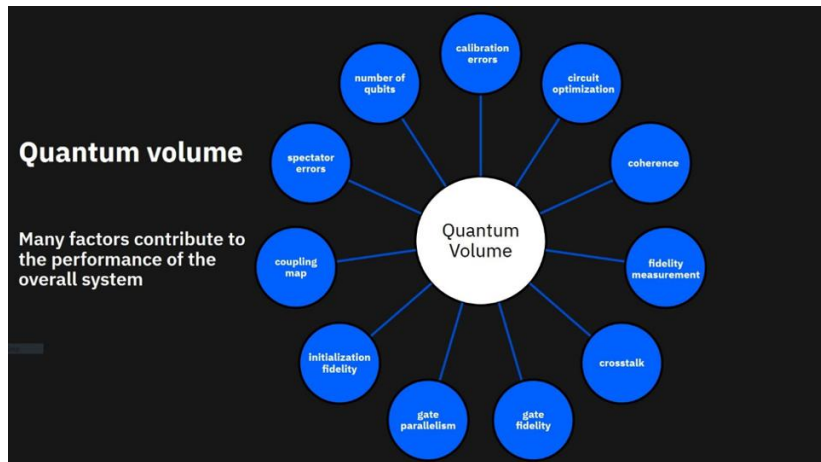 Quantum volume
Many factors contribute to
the performance of the
overall system
Quantum
Volume
calibration
errors
circuit
optimization
coherence
fidelity
measurement
crosstalk
gate
fidelity
gate
parallelism
initialization
fidelity
coupling
map
spectator
errors
number of
qubits